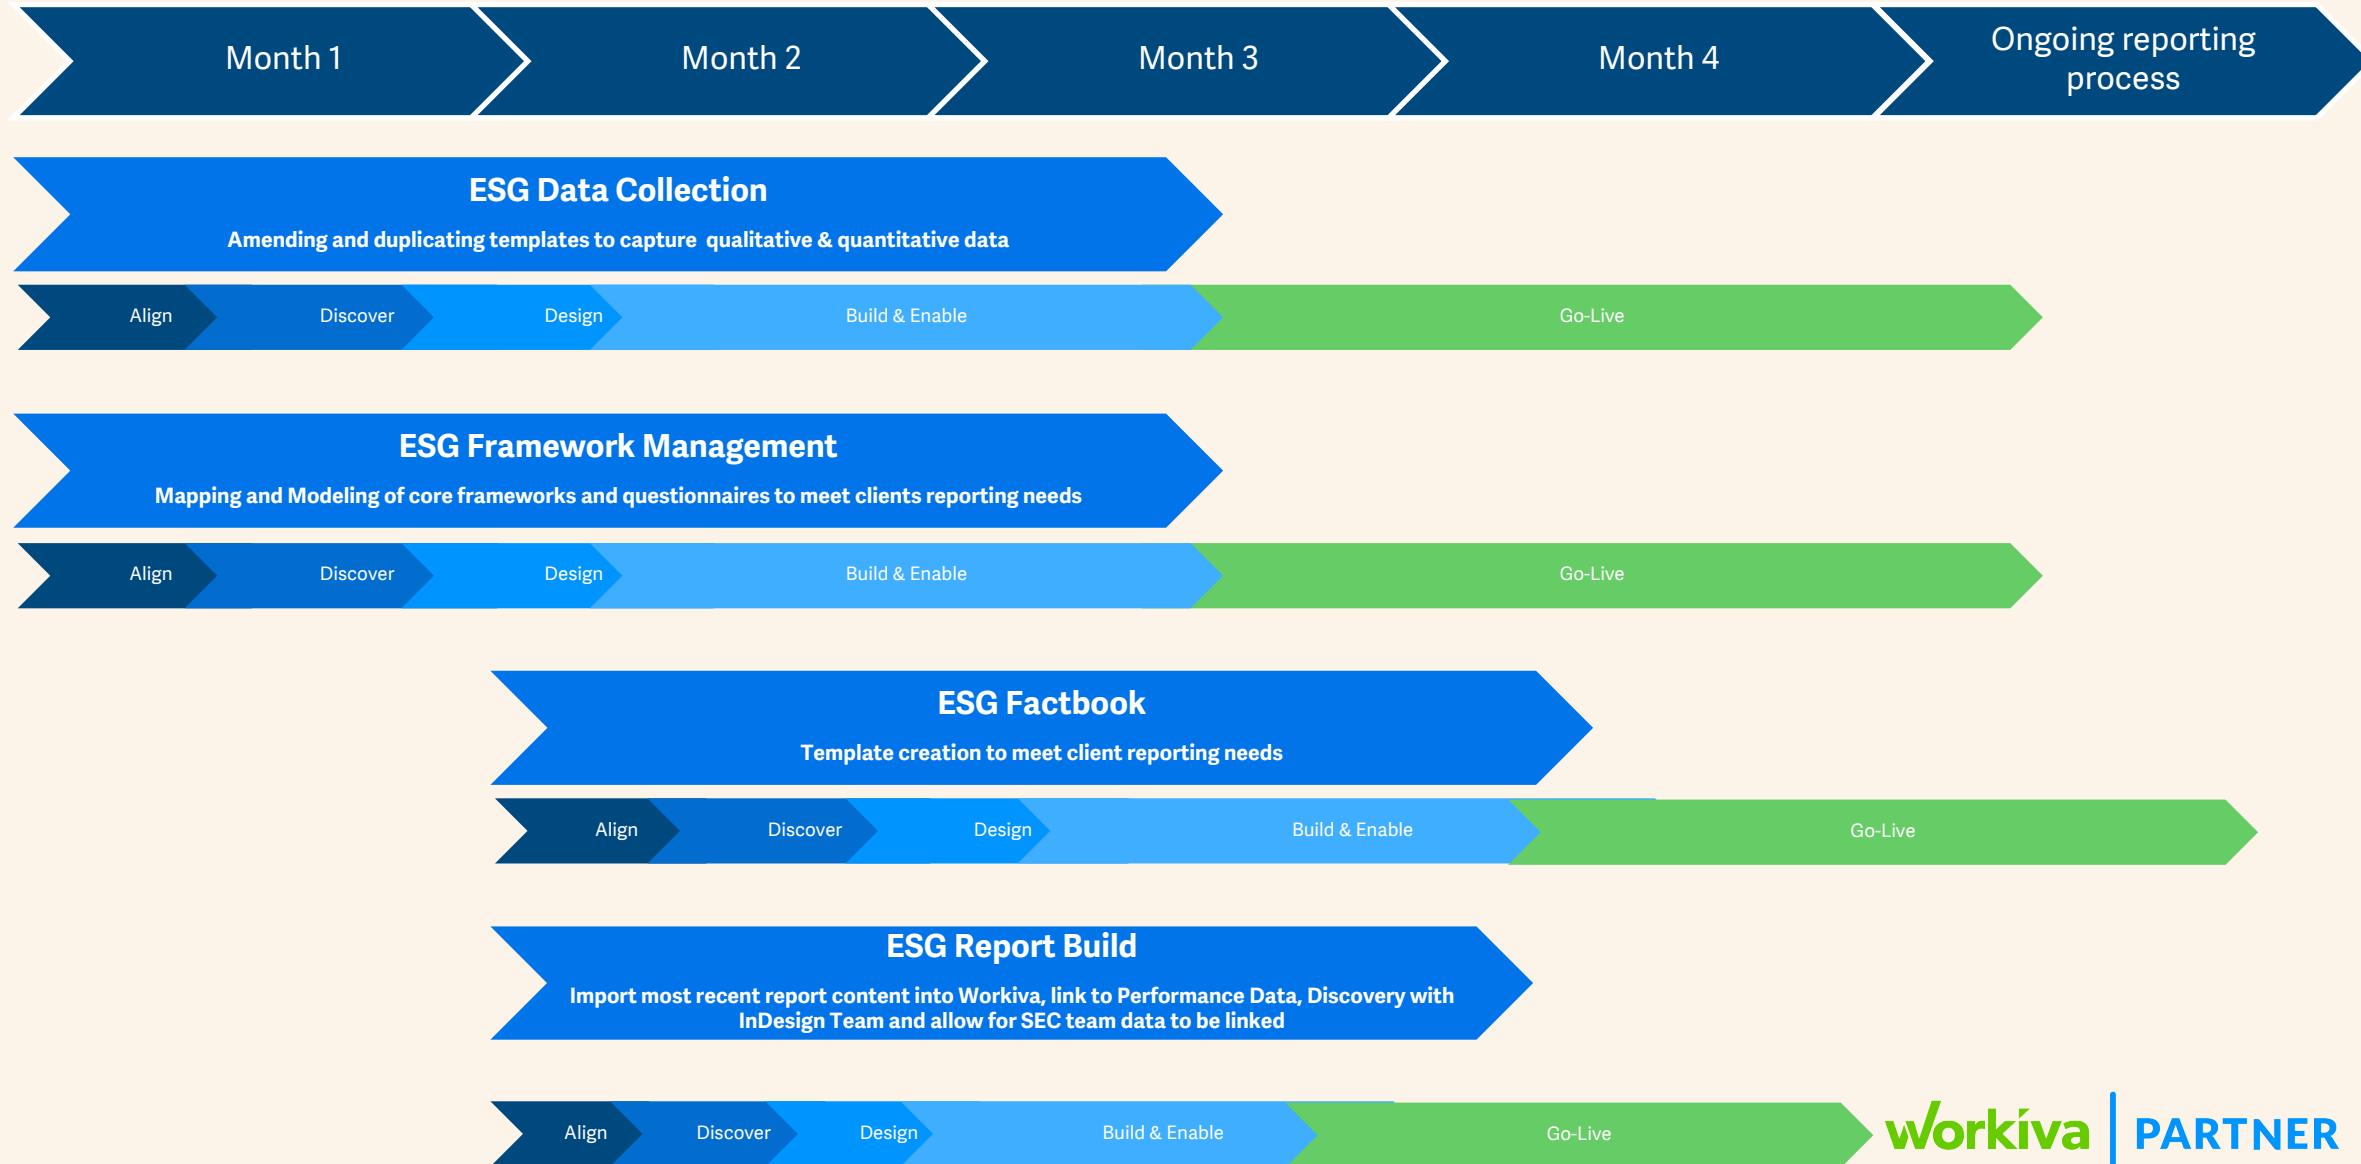 Month 1
Month 2
Month 3
Month 4
Ongoing reporting
process
ESG Data Collection
Amending and duplicating templates to capture qualitative & quantitative data
Align
Discover
Design
Build & Enable
Go-Live
ESG Framework Management
Mapping and Modeling of core frameworks and questionnaires to meet clients reporting needs
Align
Discover
Design
Build & Enable
Go-Live
ESG Factbook
Template creation to meet client reporting needs
Align
Discover
Design
Build & Enable
Go-Live
ESG Report Build
Import most recent report content into Workiva, link to Performance Data, Discovery with
InDesign Team and allow for SEC team data to be linked
Align
Discover
Design
Build & Enable
Go-Live
workiva
PARTNER